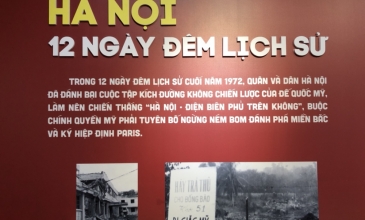 HÀ NỘI
12 NGÀY ĐÊM LỊCH SỬ
TRONG 12 NGÀY ĐÊM LỊCH SỬ CUỐI NĂM 1972, QUÂN VÀ DÂN HÀ NỘI
ĐÃ ĐÁNH BẠI CUỘC TẬP KÍCH ĐƯỜNG KHÔNG CHIẾN LƯỢC CỦA ĐẾ QUỐC MỸ,
LÀM NÊN CHIẾN THẮNG "HÀ NỘI - ĐIỆN BIÊN PHỦ TRÊN KHÔNG", BUỘC
CHÍNH QUYỀN MỸ PHẢI TUYÊN BỐ NGỪNG NÉM BOM ĐÁNH PHÁ MIỀN BẮC
VÀ KÝ HIỆP ĐỊNH PARIS.